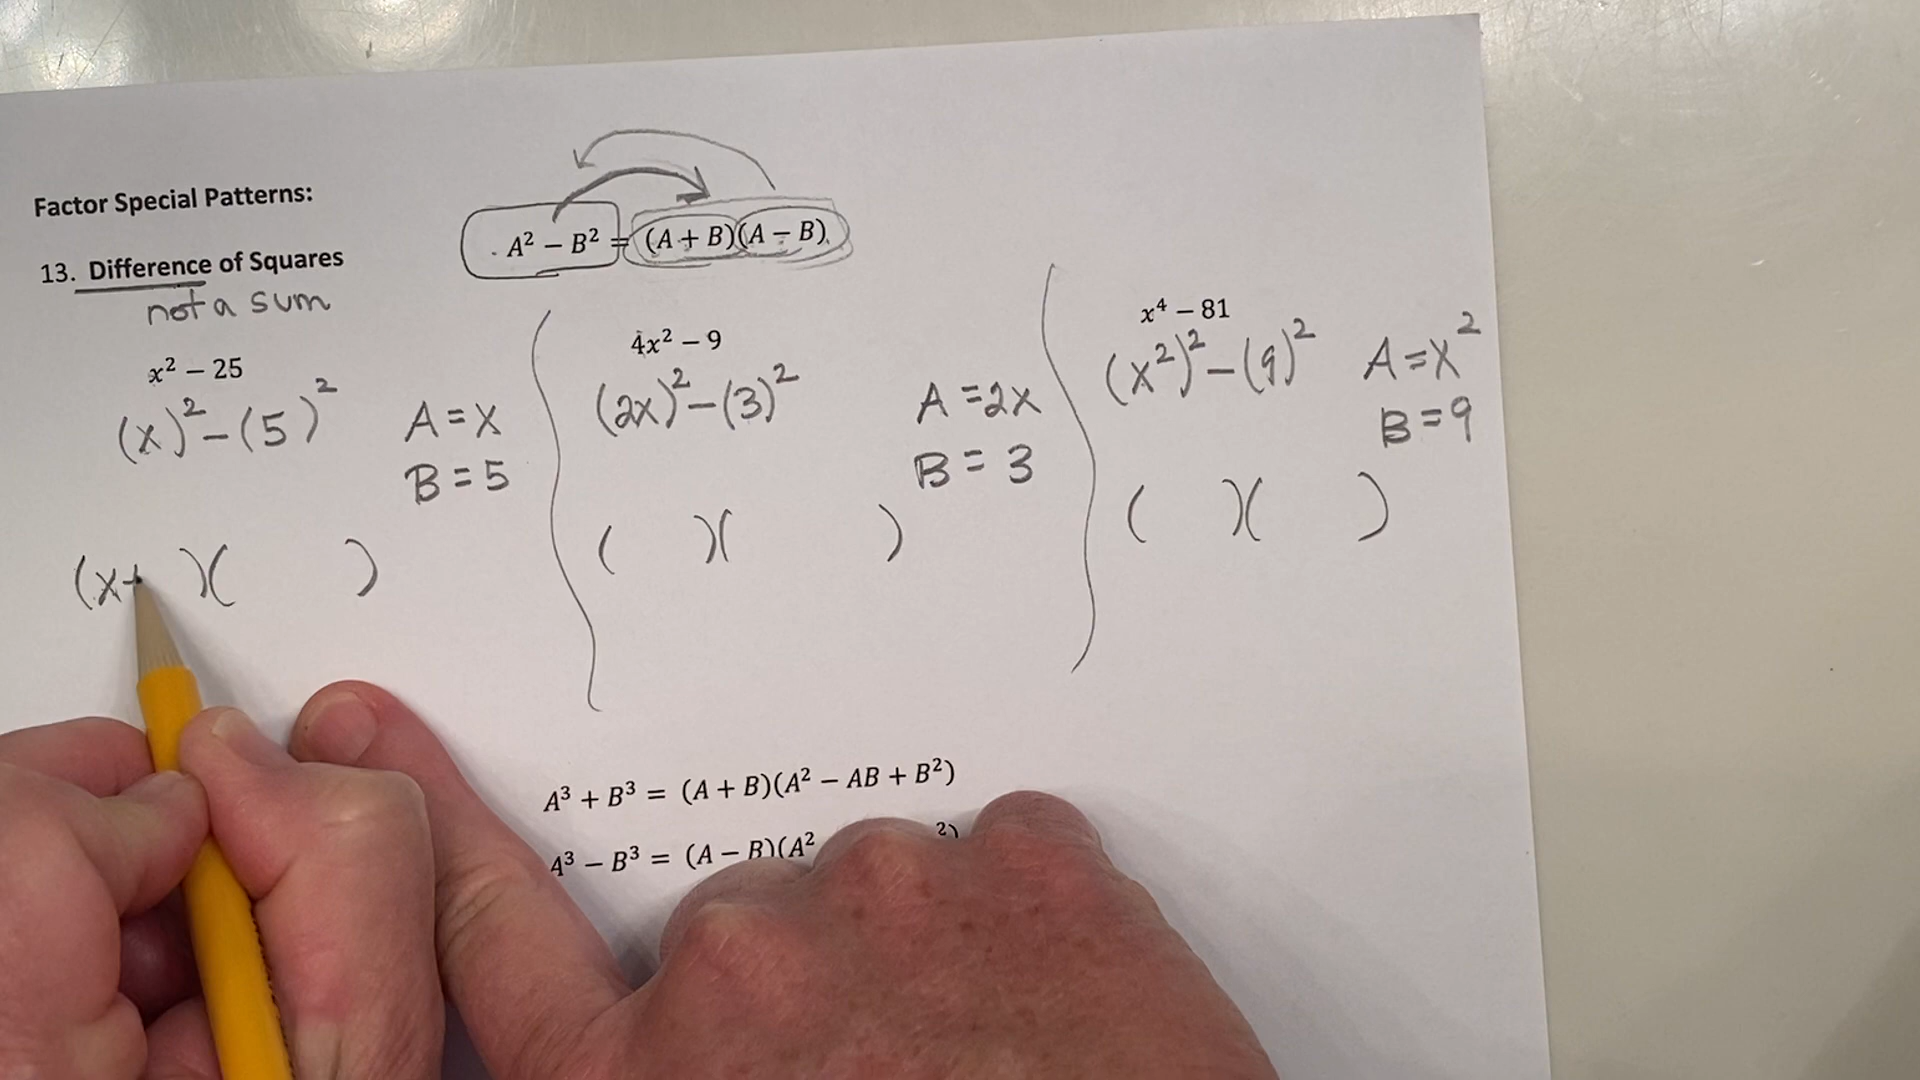 Factor Special Patterns:
A² − B² = (A + B)(A − B)
13. Difference of Squares
not a sum
x² − 25
(x)² − (5)²
A = x
B = 5
(x+ )( )
4x² − 9
(2x)² − (3)²
A = 2x
B = 3
( )( )
x⁴ − 81
(x²)² − (9)²
A = x²
B = 9
( )( )
A³ + B³ = (A + B)(A² − AB + B²)
A³ − B³ = (A − B)(A² ²)